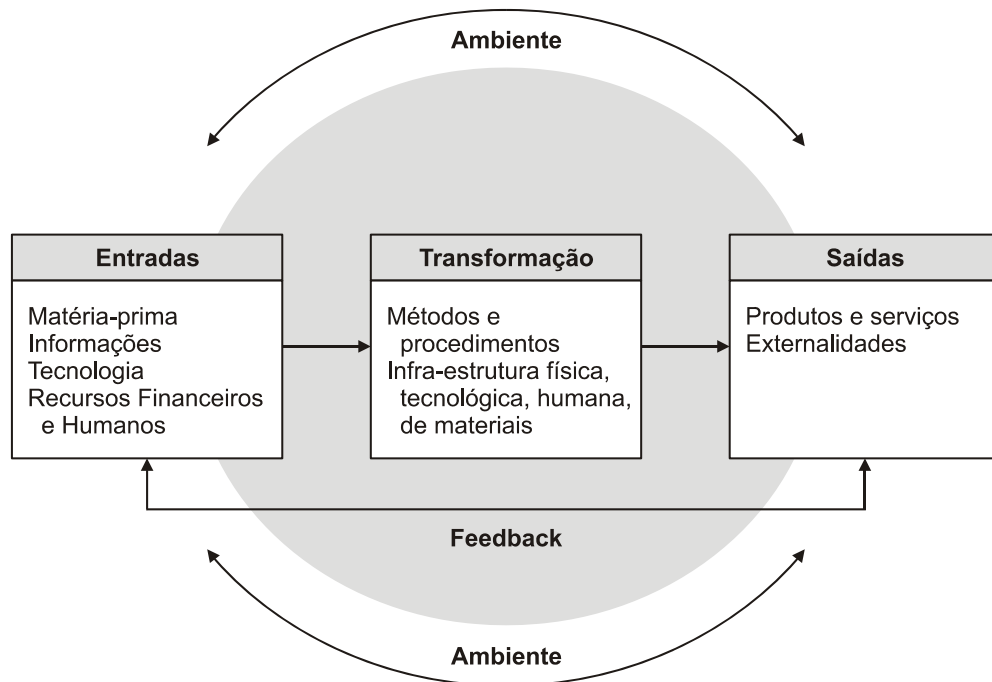 Ambiente
Entradas
Matéria-prima
Informações
Tecnologia
Recursos Financeiros
e Humanos
Transformação
Métodos e
procedimentos
Infra-estrutura física,
tecnológica, humana,
de materiais
Saídas
Produtos e serviços
Externalidades
Feedback
Ambiente